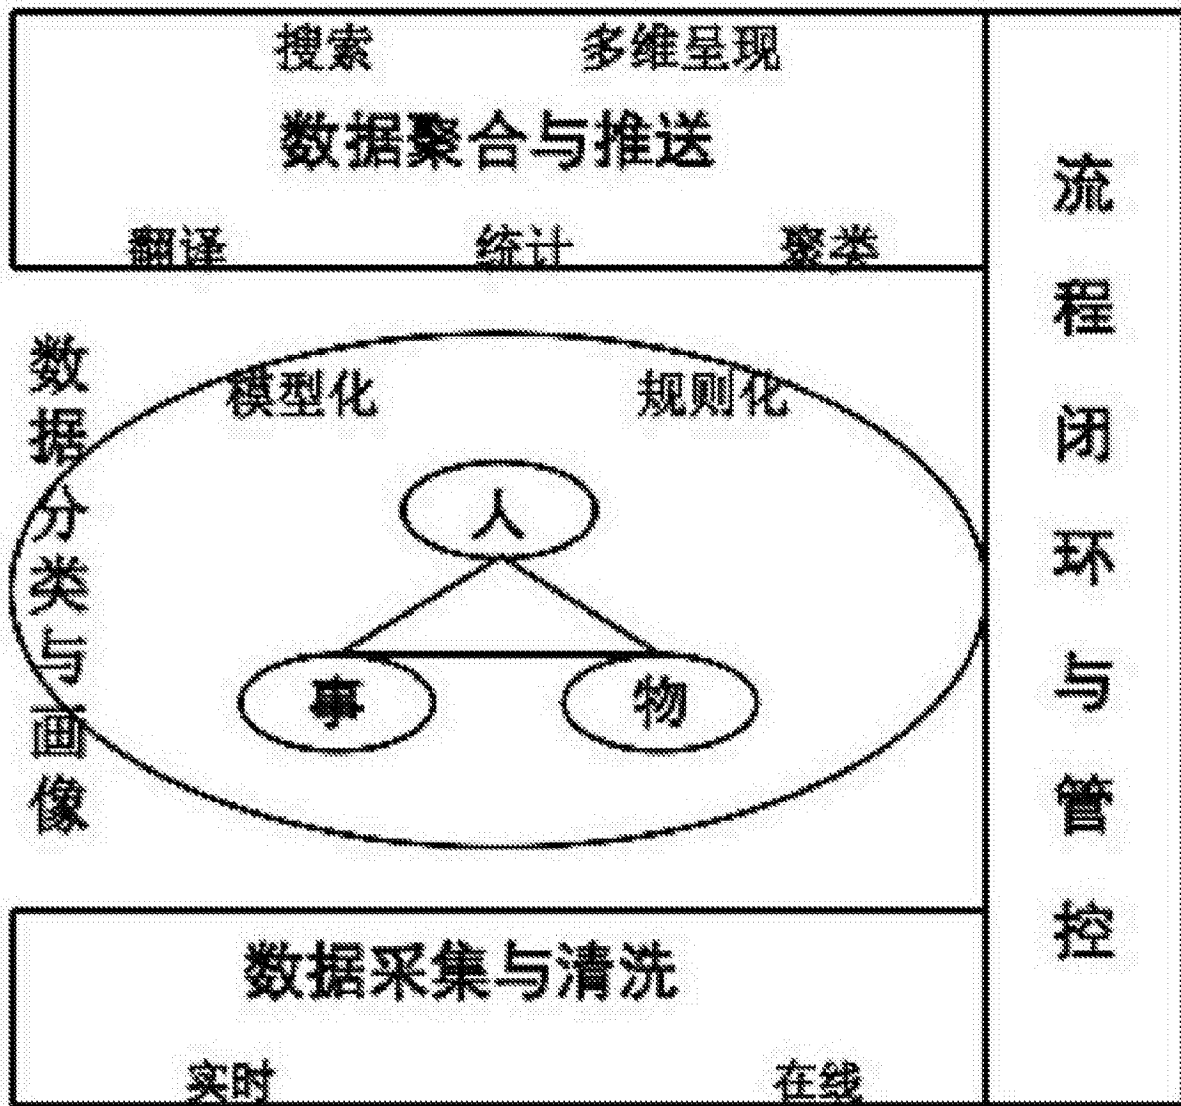 搜索 多维呈现
数据聚合与推送
翻译 统计 聚类
数据分类与画像
模型化 规则化
人
事 物
数据采集与清洗
实时 在线
流程闭环与管控